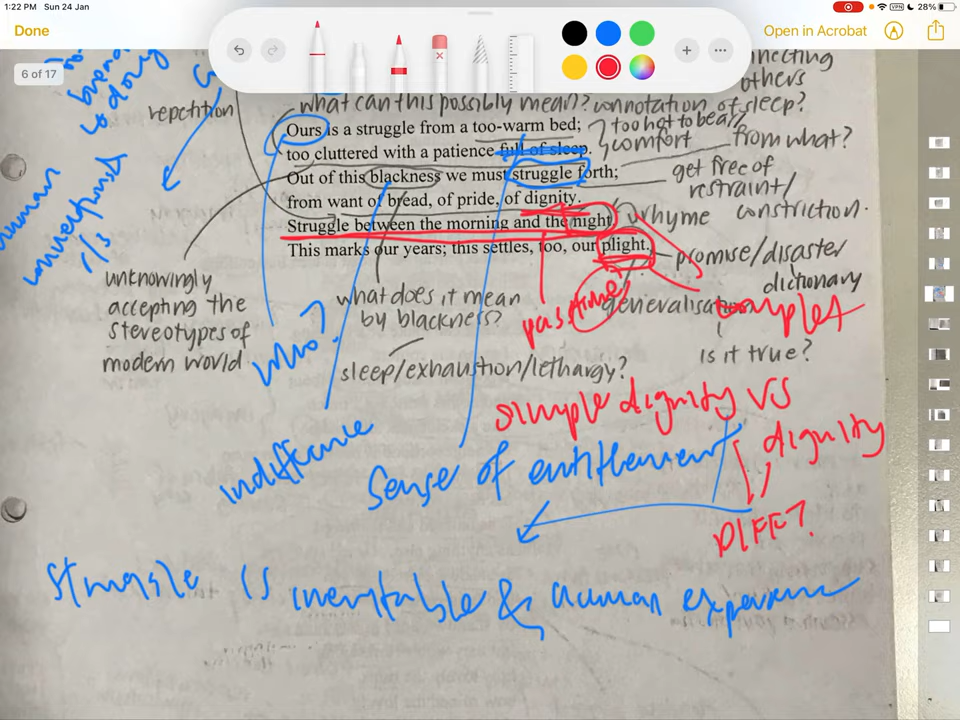 1:22 PM Sun 24 Jan
VPN 28%
Done
Open in Acrobat
6 of 17
others
repetition
what can this possibly mean? connotation of sleep?
Ours is a struggle from a too-warm bed;
too hot to bear/
comfort
from what?
too cluttered with a patience full of sleep.
Out of this blackness we must struggle forth;
get free of
restraint/
constriction.
from want of bread, of pride, of dignity.
Struggle between the morning and the night
rhyme
This marks our years; this settles, too, our plight.
promise/disaster
dictionary
unknowingly
accepting the
stereotypes of
modern world
what does it mean
by blackness?
sleep/exhaustion/lethargy?
generalisation
is it true?
who?
past time
couplet
simple dignity VS
dignity
DIFF?
indifference
Sense of entitlement
Struggle is inevitable & human experience